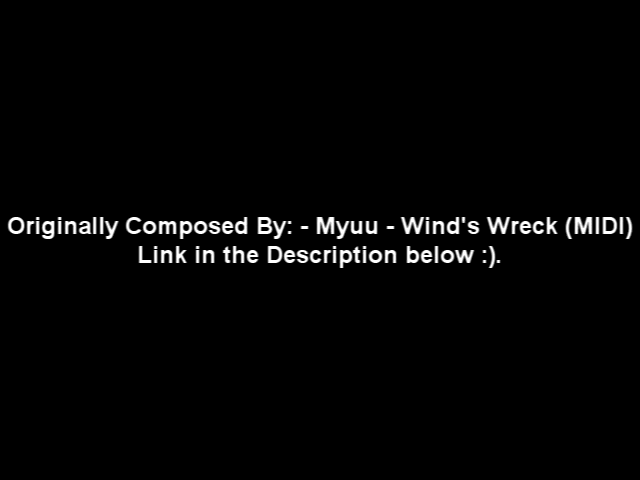 Originally Composed By: - Myuu - Wind's Wreck (MIDI)
Link in the Description below :).